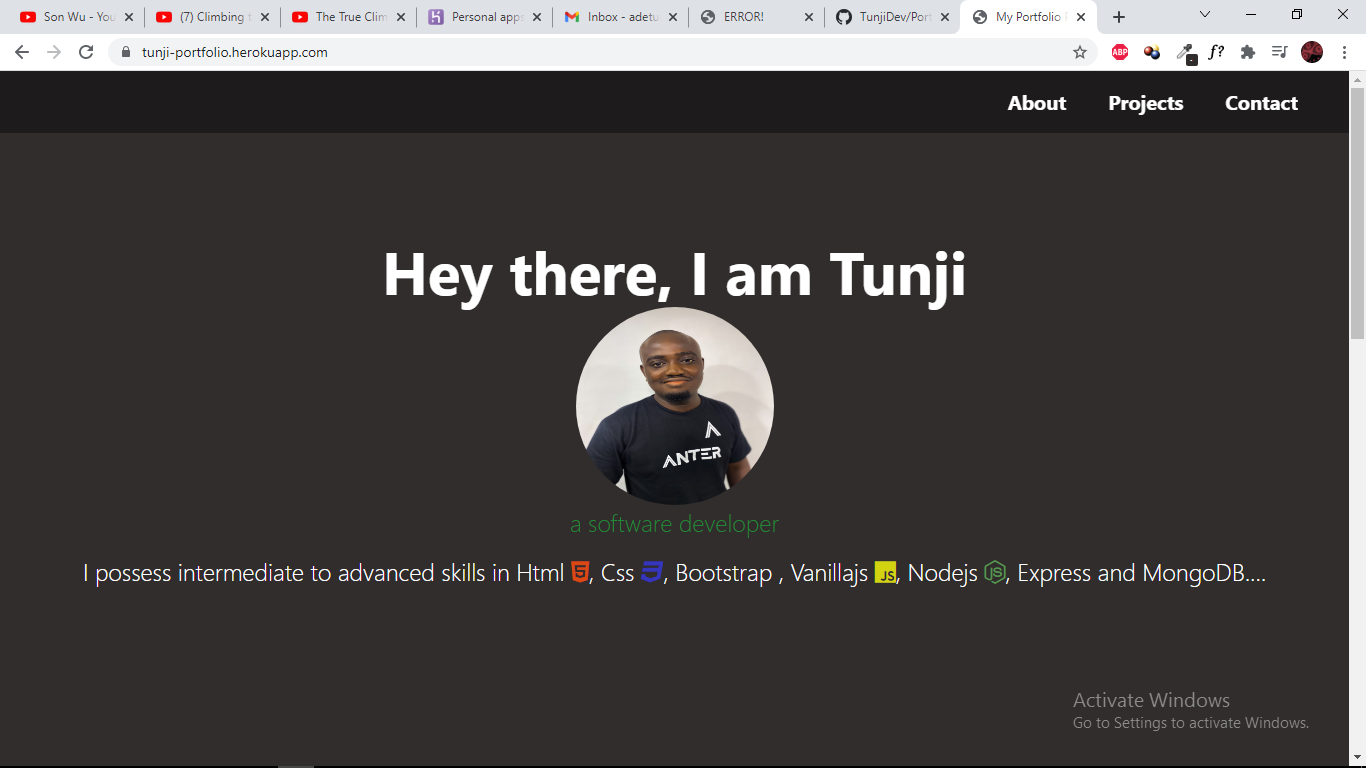 Son Wu - You
(7) Climbing t
The True Clim
Personal apps
Inbox - adetu
ERROR!
TunjiDev/Port
My Portfolio
tunji-portfolio.herokuapp.com
ABP
f?
About
Projects
Contact
Hey there, I am Tunji
ANTER
a software developer
I possess intermediate to advanced skills in Html 5, Css 3, Bootstrap , Vanillajs JS, Nodejs JS, Express and MongoDB....
Activate Windows
Go to Settings to activate Windows.